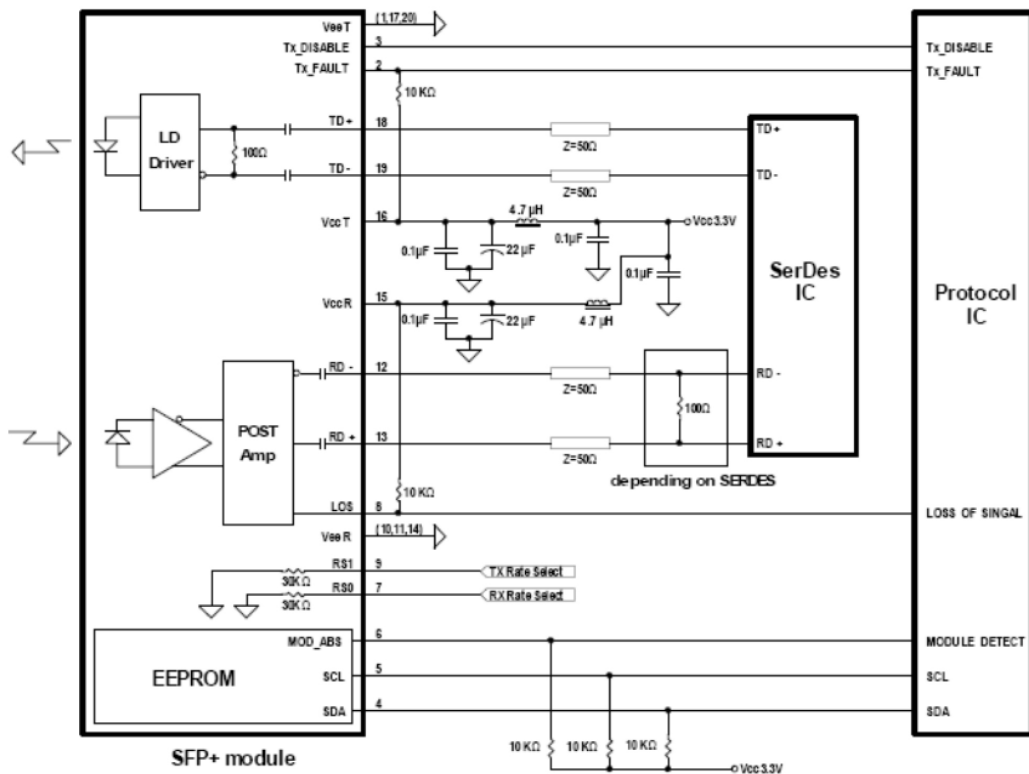 VeeT (1,17,20)
Tx_DISABLE 3 Tx_DISABLE
Tx_FAULT 2 Tx_FAULT
10 KΩ
LD
Driver
100Ω
TD+ 18 Z=50Ω TD+
TD- 19 Z=50Ω TD-
VccT 16 4.7 µH Vcc3.3V
0.1µF 22 µF 0.1µF 0.1µF
SerDes
IC
Protocol
IC
VccR 15 4.7 µH
0.1µF 22 µF
RD - 12 Z=50Ω RD -
100Ω
POST
Amp
RD + 13 Z=50Ω RD +
depending on SERDES
10 KΩ
LOS 8 LOSS OF SINGAL
VeeR (10,11,14)
RS1 9 TX Rate Select
30KΩ
RS0 7 RX Rate Select
30KΩ
MOD_ABS 6 MODULE DETECT
EEPROM
SCL 5 SCL
SDA 4 SDA
10 KΩ 10 KΩ 10 KΩ
Vcc3.3V
SFP+ module